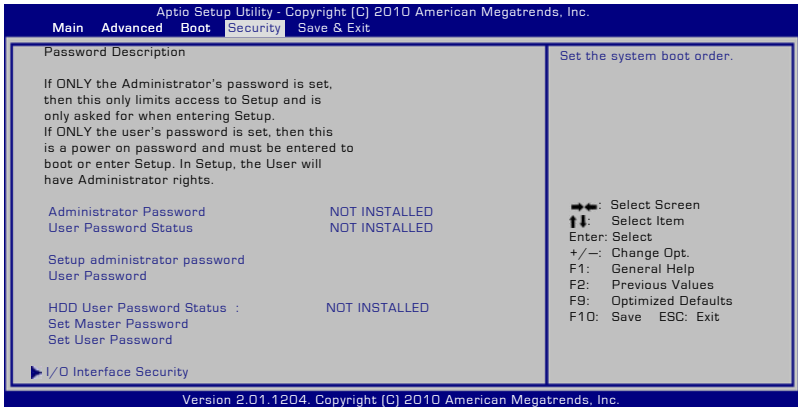 Aptio Setup Utility - Copyright (C) 2010 American Megatrends, Inc.
Main Advanced Boot Security Save & Exit
Password Description
If ONLY the Administrator's password is set,
then this only limits access to Setup and is
only asked for when entering Setup.
If ONLY the user's password is set, then this
is a power on password and must be entered to
boot or enter Setup. In Setup, the User will
have Administrator rights.
Administrator Password NOT INSTALLED
User Password Status NOT INSTALLED
Setup administrator password
User Password
HDD User Password Status : NOT INSTALLED
Set Master Password
Set User Password
I/O Interface Security
Set the system boot order.
→←: Select Screen
↑↓: Select Item
Enter: Select
+/−: Change Opt.
F1: General Help
F2: Previous Values
F9: Optimized Defaults
F10: Save ESC: Exit
Version 2.01.1204. Copyright (C) 2010 American Megatrends, Inc.